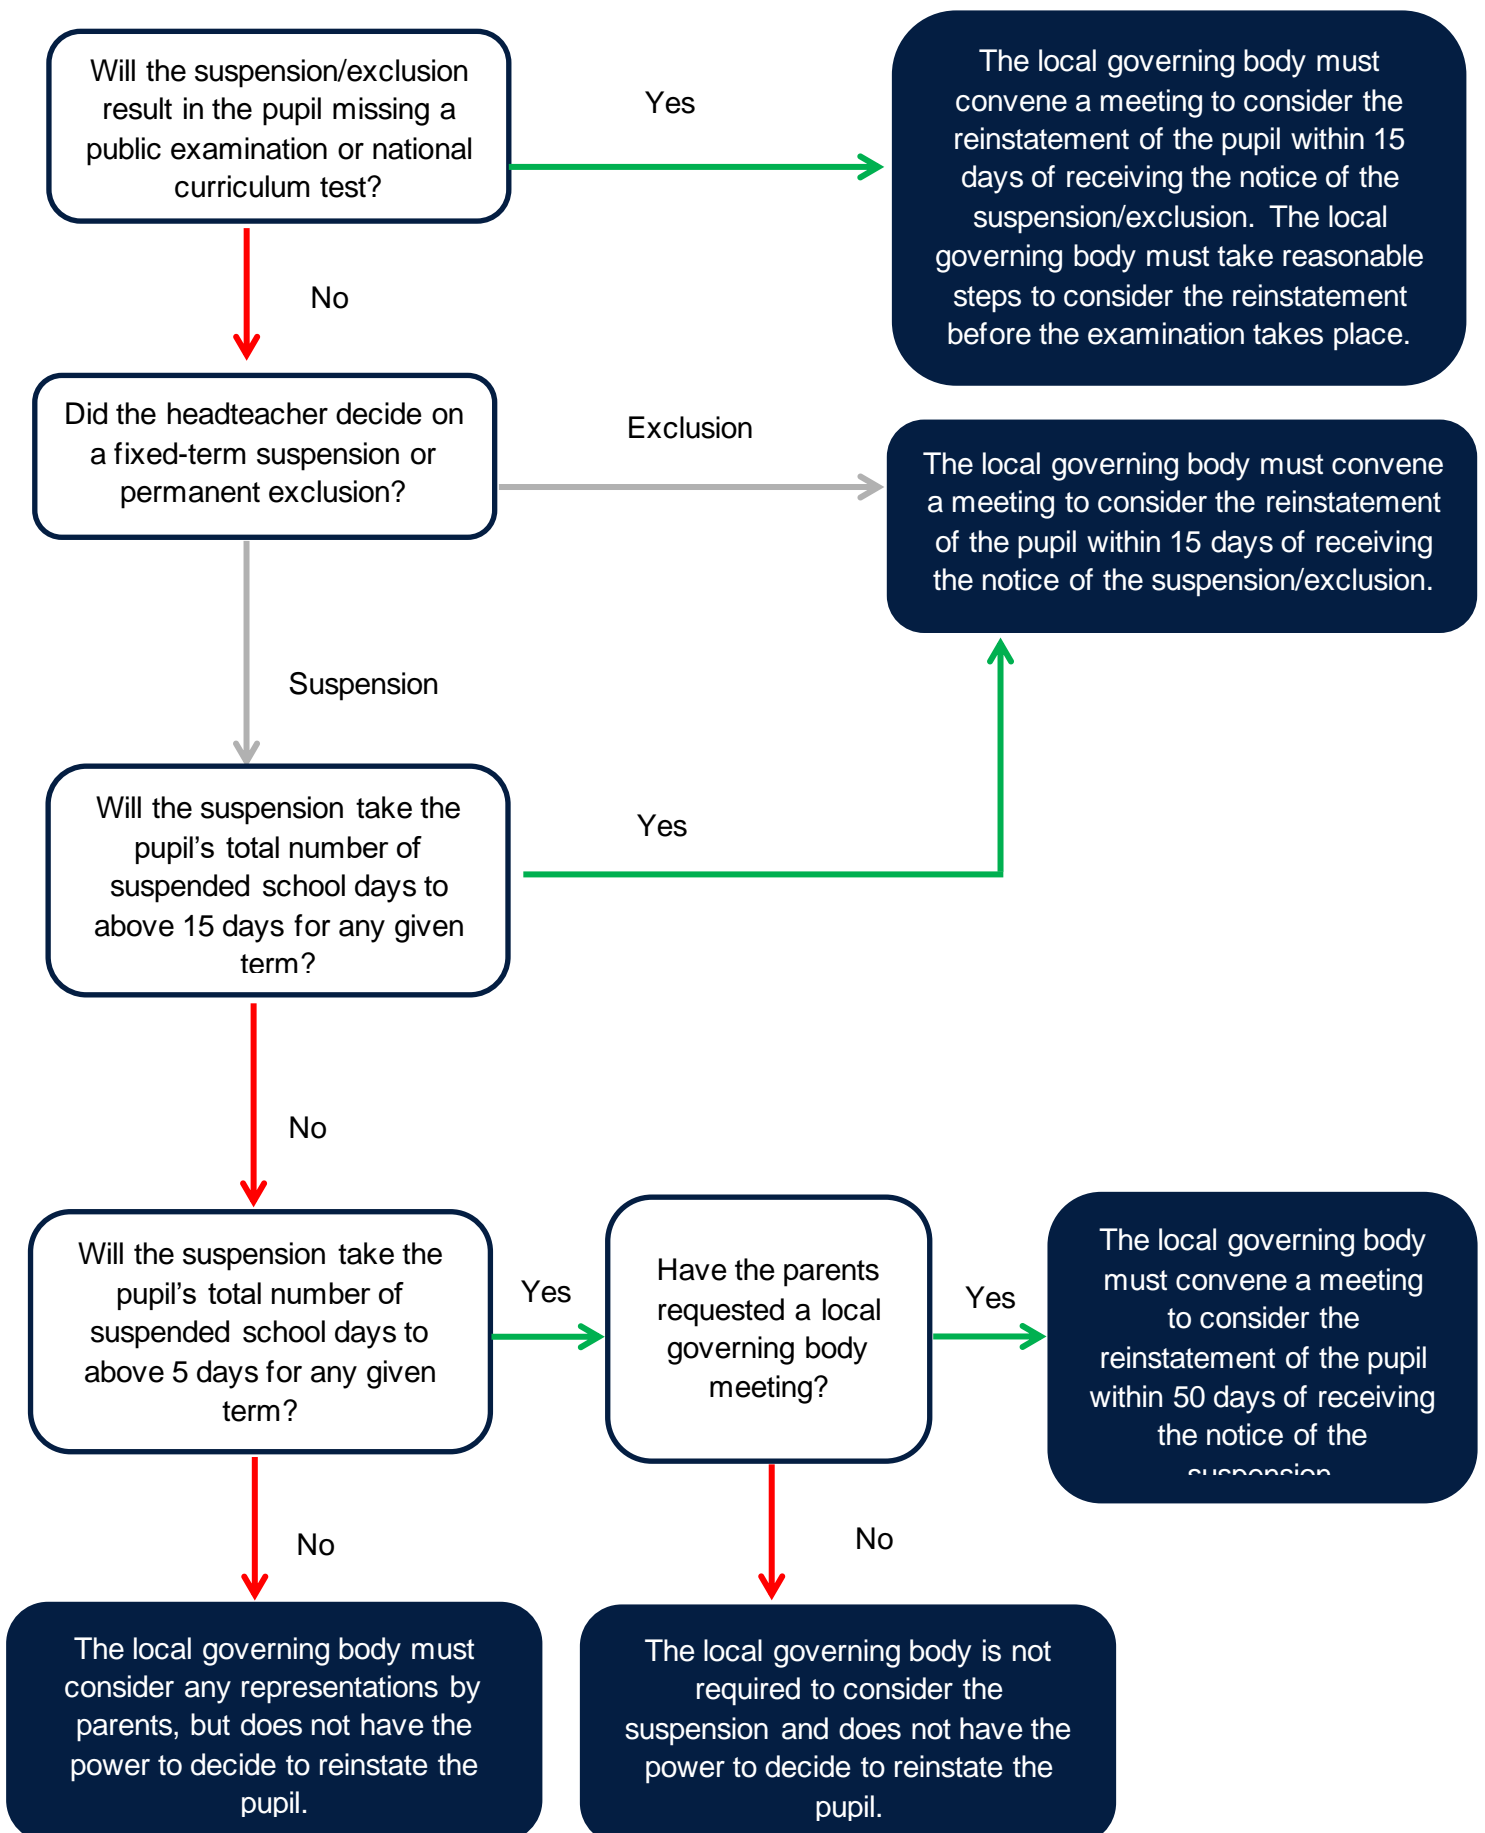 Will the suspension/exclusion
result in the pupil missing a
public examination or national
curriculum test?
Yes
The local governing body must
convene a meeting to consider the
reinstatement of the pupil within 15
days of receiving the notice of the
suspension/exclusion. The local
governing body must take reasonable
steps to consider the reinstatement
before the examination takes place.
No
Did the headteacher decide on
a fixed-term suspension or
permanent exclusion?
Exclusion
The local governing body must convene
a meeting to consider the reinstatement
of the pupil within 15 days of receiving
the notice of the suspension/exclusion.
Suspension
Will the suspension take the
pupil's total number of
suspended school days to
above 15 days for any given
term?
Yes
No
Will the suspension take the
pupil's total number of
suspended school days to
above 5 days for any given
term?
Yes
Have the parents
requested a local
governing body
meeting?
Yes
The local governing body
must convene a meeting
to consider the
reinstatement of the pupil
within 50 days of receiving
the notice of the
suspension
No
No
The local governing body must
consider any representations by
parents, but does not have the
power to decide to reinstate the
pupil.
The local governing body is not
required to consider the
suspension and does not have the
power to decide to reinstate the
pupil.